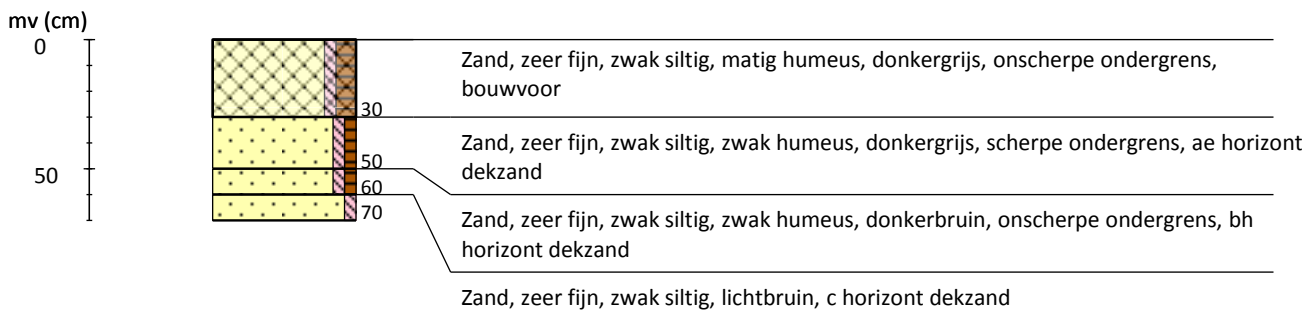 mv (cm)
0
Zand, zeer fijn, zwak siltig, matig humeus, donkergrijs, onscherpe ondergrens,
bouwvoor
30
Zand, zeer fijn, zwak siltig, zwak humeus, donkergrijs, scherpe ondergrens, ae horizont
dekzand
50
50
60
70
Zand, zeer fijn, zwak siltig, zwak humeus, donkerbruin, onscherpe ondergrens, bh
horizont dekzand
Zand, zeer fijn, zwak siltig, lichtbruin, c horizont dekzand